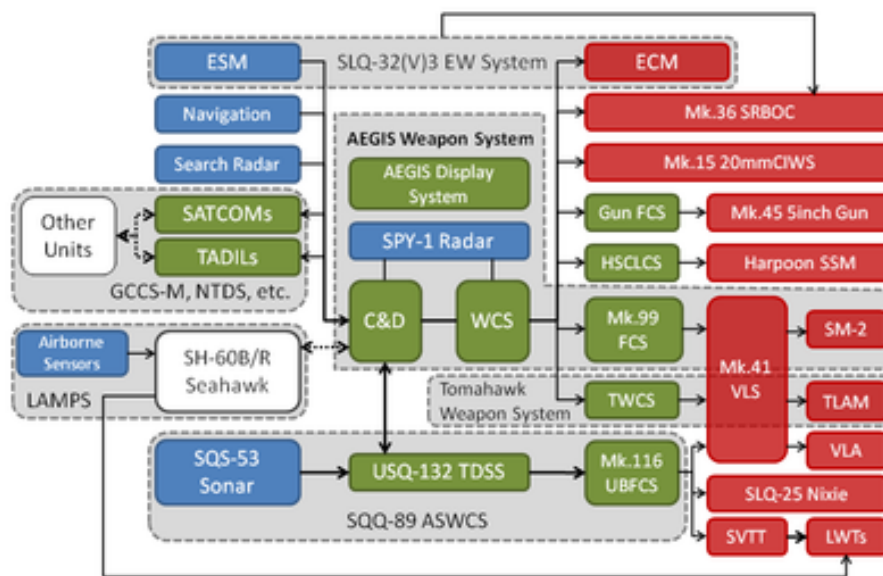 ESM
SLQ-32(V)3 EW System
ECM
Navigation
Mk.36 SRBOC
Search Radar
AEGIS Weapon System
Mk.15 20mmCIWS
AEGIS Display
System
Other
Units
SATCOMs
Gun FCS
Mk.45 5inch Gun
TADILs
SPY-1 Radar
HSCLCS
Harpoon SSM
GCCS-M, NTDS, etc.
C&D
WCS
Mk.99
FCS
SM-2
Airborne
Sensors
SH-60B/R
Seahawk
Mk.41
VLS
LAMPS
Tomahawk
Weapon System
TWCS
TLAM
SQS-53
Sonar
USQ-132 TDSS
Mk.116
UBFCS
VLA
SLQ-25 Nixie
SQQ-89 ASWCS
SVTT
LWTs